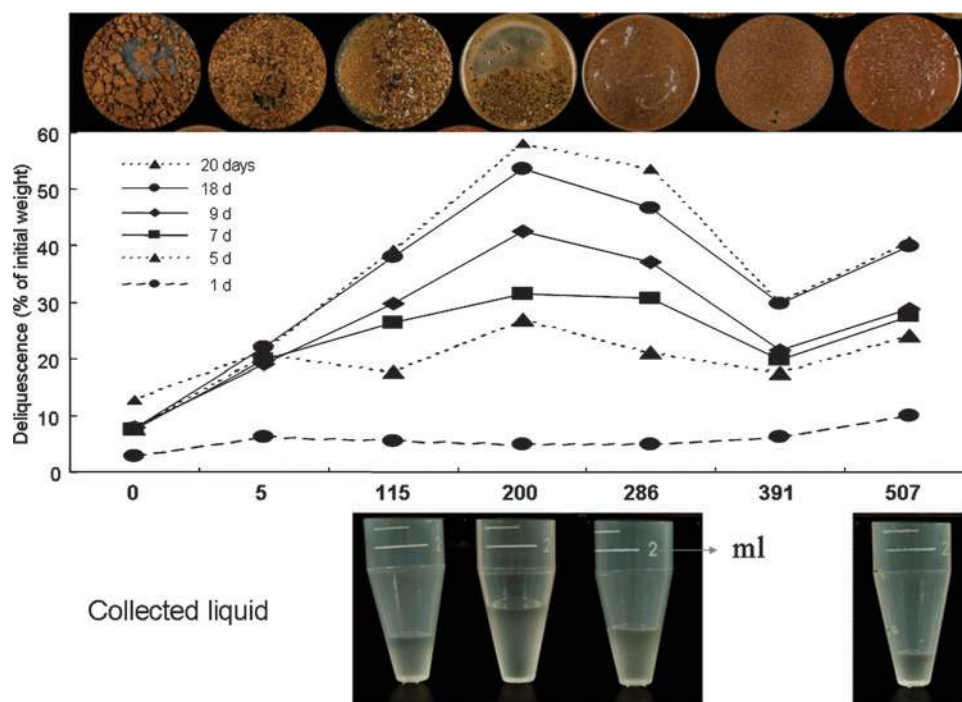 60
50
40
30
20
10
0
Deliquescence (% of initial weight)
20 days
18 d
9 d
7 d
5 d
1 d
0 5 115 200 286 391 507
2 2 2 ml 2
Collected liquid